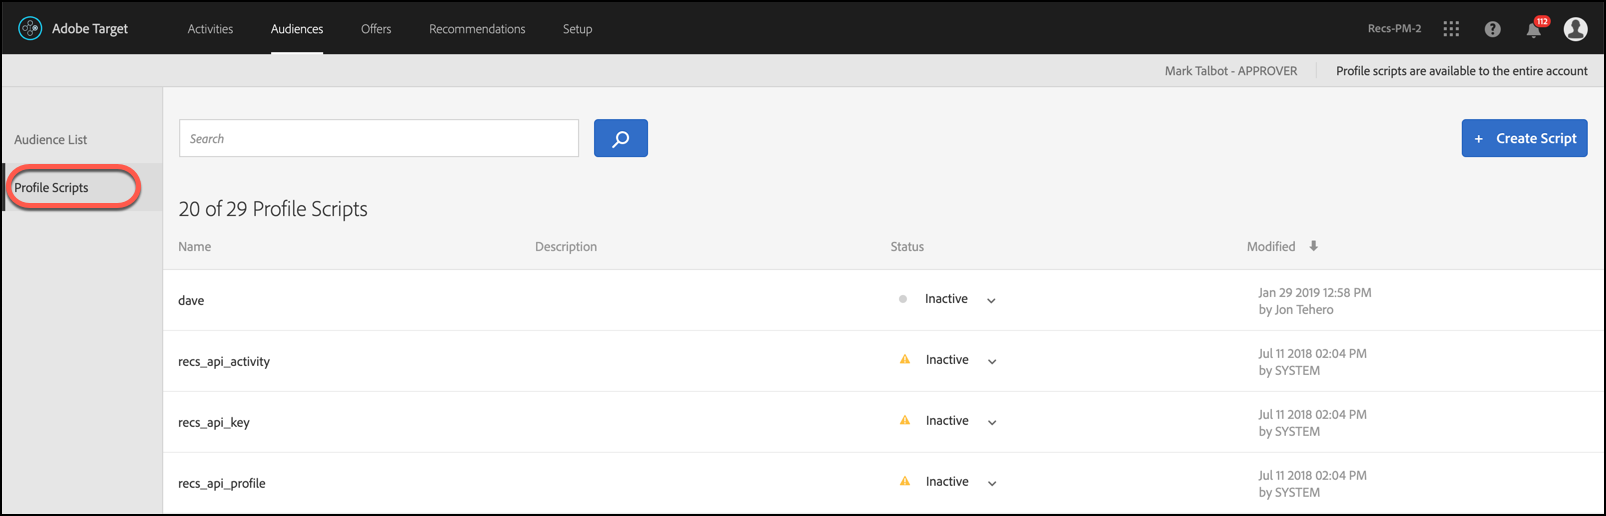 Adobe Target Activities Audiences Offers Recommendations Setup Recs-PM-2 112
Mark Talbot - APPROVER Profile scripts are available to the entire account
Audience List
Profile Scripts
Search
+ Create Script
20 of 29 Profile Scripts
Name Description Status Modified
dave Inactive Jan 29 2019 12:58 PM
by Jon Tehero
recs_api_activity Inactive Jul 11 2018 02:04 PM
by SYSTEM
recs_api_key Inactive Jul 11 2018 02:04 PM
by SYSTEM
recs_api_profile Inactive Jul 11 2018 02:04 PM
by SYSTEM